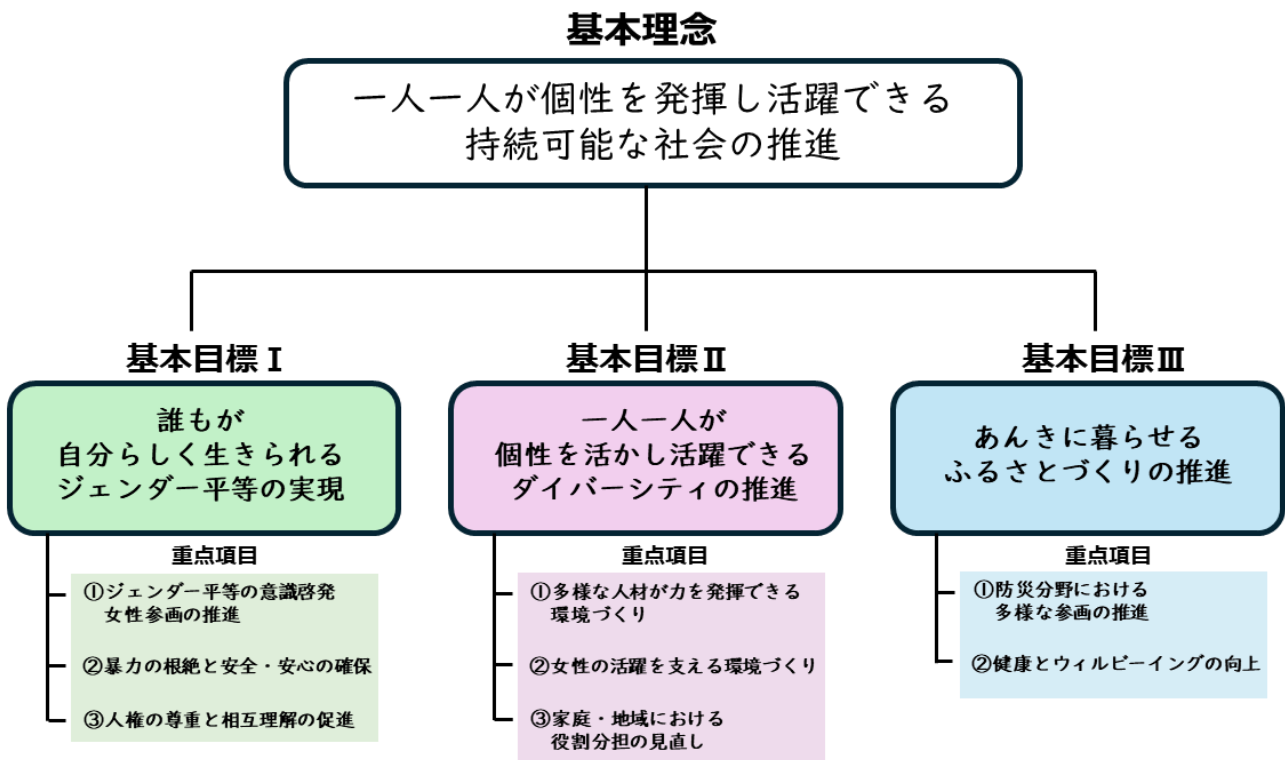 基本理念
一人一人が個性を発揮し活躍できる
持続可能な社会の推進
基本目標Ⅰ
誰もが
自分らしく生きられる
ジェンダー平等の実現
重点項目
①ジェンダー平等の意識啓発
女性参画の推進
②暴力の根絶と安全・安心の確保
③人権の尊重と相互理解の促進
基本目標Ⅱ
一人一人が
個性を活かし活躍できる
ダイバーシティの推進
重点項目
①多様な人材が力を発揮できる
環境づくり
②女性の活躍を支える環境づくり
③家庭・地域における
役割分担の見直し
基本目標Ⅲ
あんきに暮らせる
ふるさとづくりの推進
重点項目
①防災分野における
多様な参画の推進
②健康とウィルビーイングの向上